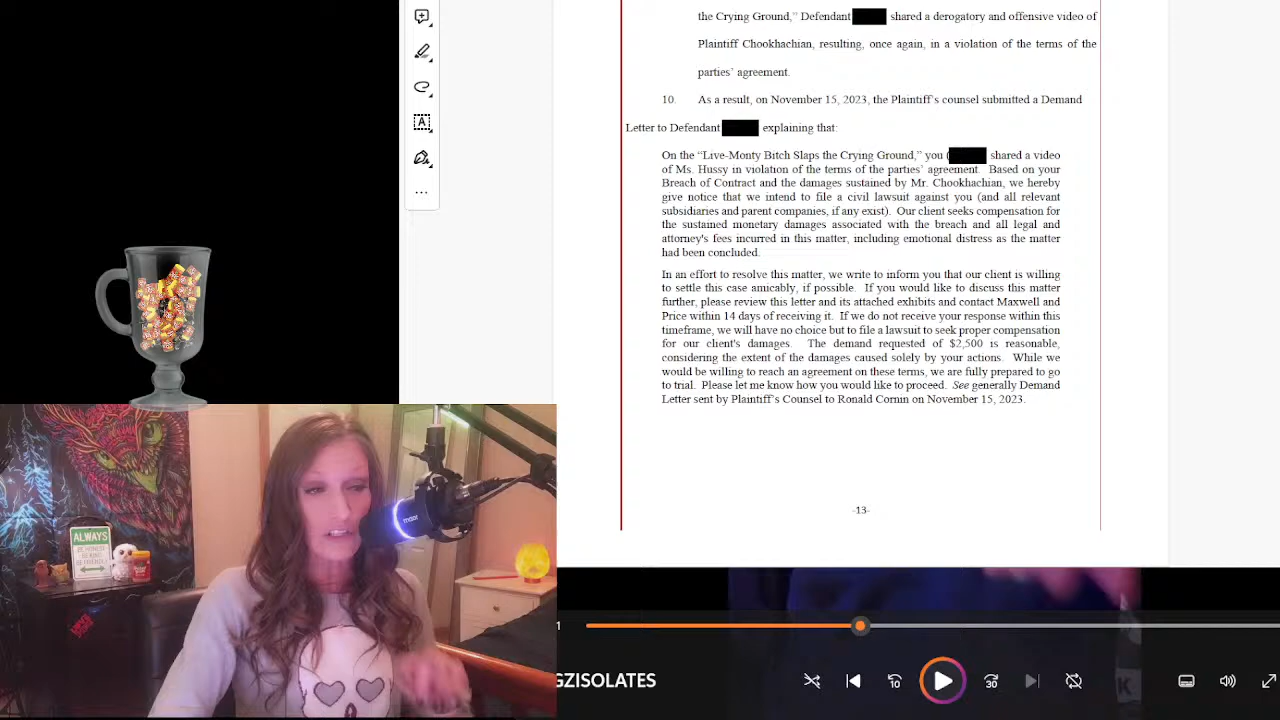 the Crying Ground,” Defendant shared a derogatory and offensive video of
Plaintiff Chookhachian, resulting, once again, in a violation of the terms of the
parties’ agreement.
10. As a result, on November 15, 2023, the Plaintiff's counsel submitted a Demand
Letter to Defendant explaining that:
On the “Live-Monty Bitch Slaps the Crying Ground,” you ( shared a video
of Ms. Hussy in violation of the terms of the parties’ agreement. Based on your
Breach of Contract and the damages sustained by Mr. Chookhachian, we hereby
give notice that we intend to file a civil lawsuit against you (and all relevant
subsidiaries and parent companies, if any exist). Our client seeks compensation for
the sustained monetary damages associated with the breach and all legal and
attorney's fees incurred in this matter, including emotional distress as the matter
had been concluded.
In an effort to resolve this matter, we write to inform you that our client is willing
to settle this case amicably, if possible. If you would like to discuss this matter
further, please review this letter and its attached exhibits and contact Maxwell and
Price within 14 days of receiving it. If we do not receive your response within this
timeframe, we will have no choice but to file a lawsuit to seek proper compensation
for our client's damages. The demand requested of $2,500 is reasonable,
considering the extent of the damages caused solely by your actions. While we
would be willing to reach an agreement on these terms, we are fully prepared to go
to trial. Please let me know how you would like to proceed. See generally Demand
Letter sent by Plaintiff's Counsel to Ronald Cornin on November 15, 2023.
-13-
ALWAYS
maor
GZISOLATES
10
30
K